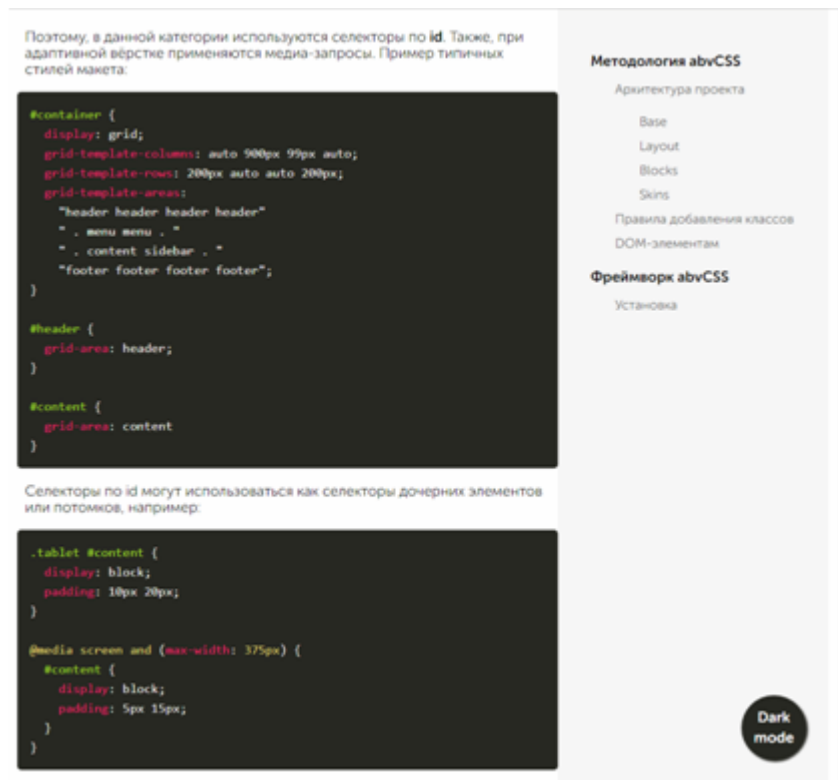 Поэтому, в данной категории используются селекторы по id. Также, при
адаптивной вёрстке применяются медиа-запросы. Пример типичных
стилей макета:
#container {
display: grid;
grid-template-columns: auto 900px 99px auto;
grid-template-rows: 200px auto auto 200px;
grid-template-areas:
"header header header header"
" . menu menu . "
" . content sidebar . "
"footer footer footer footer";
}
#header {
grid-area: header;
}
#content {
grid-area: content
}
Селекторы по id могут использоваться как селекторы дочерних элементов
или потомков, например:
.tablet #content {
display: block;
padding: 10px 20px;
}
@media screen and (max-width: 375px) {
#content {
display: block;
padding: 5px 15px;
}
}
Методология abvCSS
Архитектура проекта
Base
Layout
Blocks
Skins
Правила добавления классов
DOM-элементам
Фреймворк abvCSS
Установка
Dark
mode